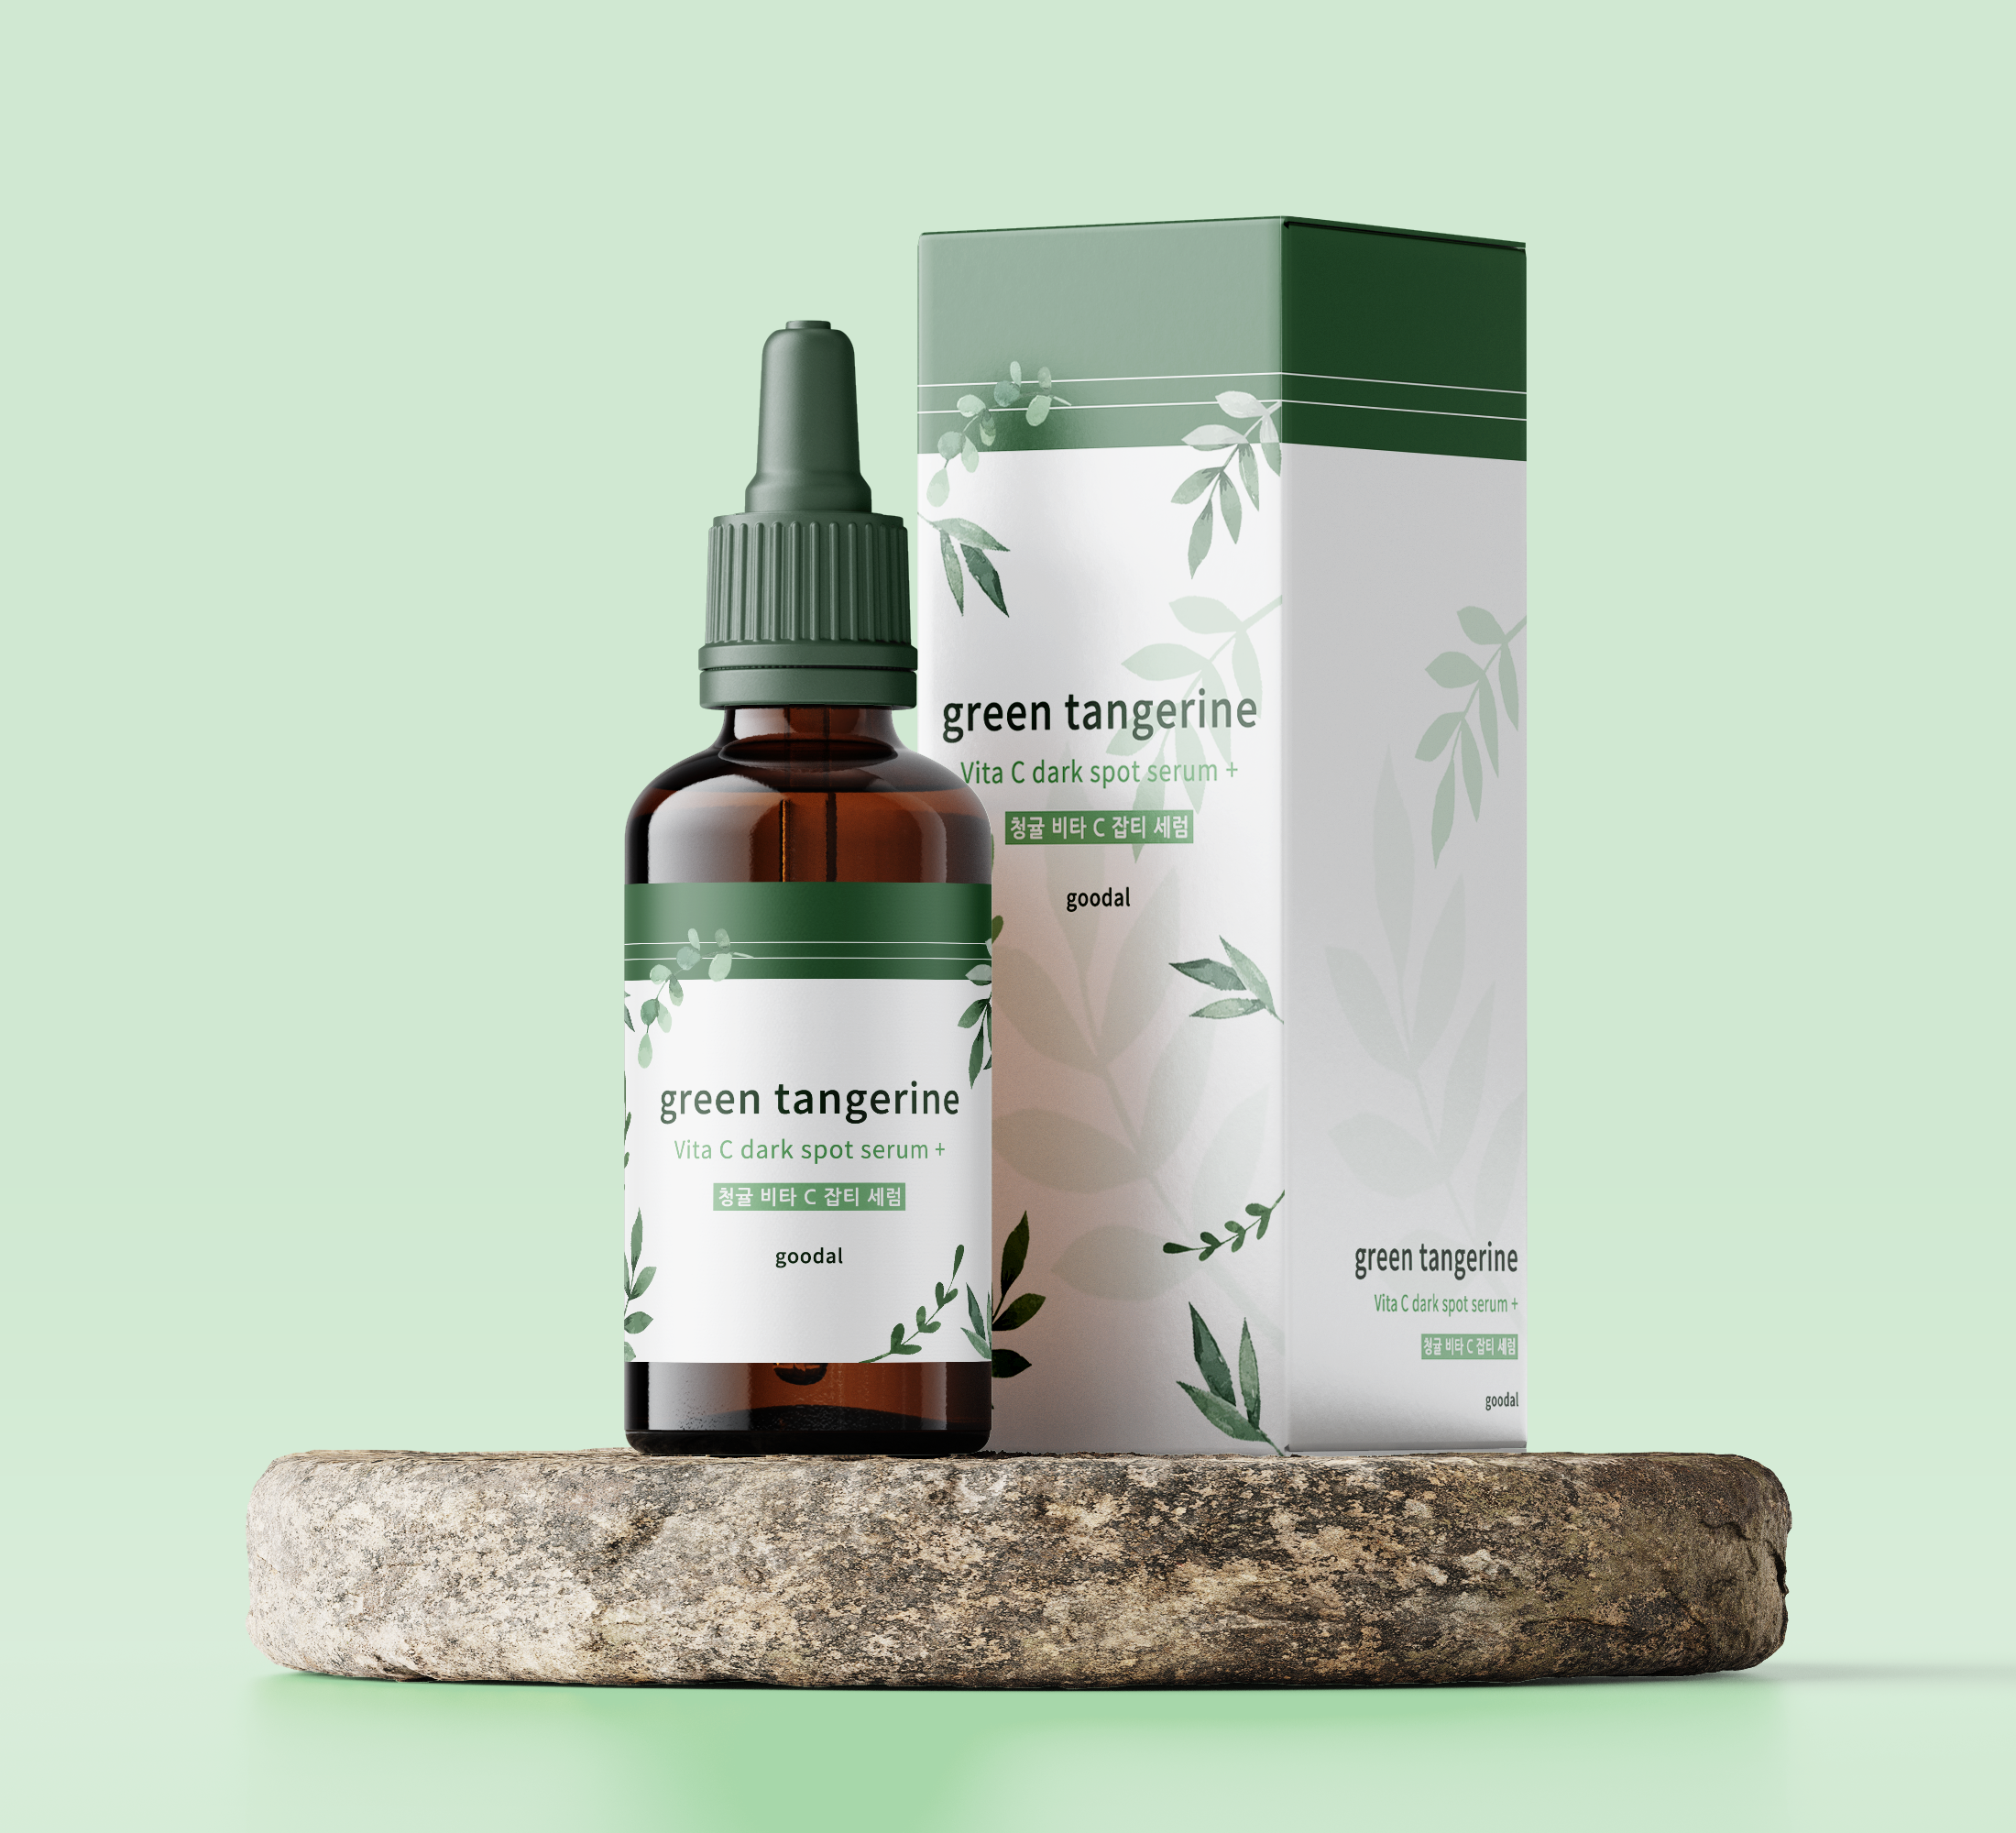 green tangerine
Vita C dark spot serum +
청귤 비타 C 잡티 세럼
goodal
green tangerine
Vita C dark spot serum +
청귤 비타 C 잡티 세럼
goodal
green tangerine
Vita C dark spot serum +
청귤 비타 C 잡티 세럼
goodal